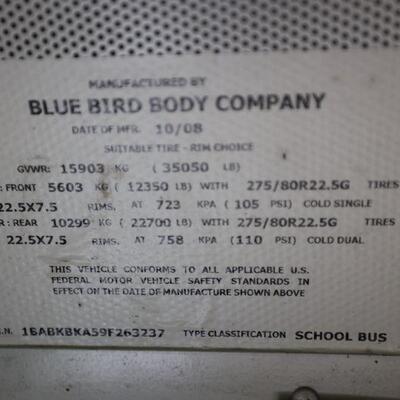 MANUFACTURED BY
BLUE BIRD BODY COMPANY
DATE OF MFR. 10/08
SUITABLE TIRE - RIM CHOICE
GVWR: 15903 KG ( 35050 LB)
: FRONT 5603 KG ( 12350 LB) WITH 275/80R22.5G TIRES
22.5X7.5 RIMS, AT 723 KPA ( 105 PSI) COLD SINGLE
R : REAR 10299 KG ( 22700 LB) WITH 275/80R22.5G TIRES
22.5X7.5 RIMS, AT 758 KPA (110 PSI) COLD DUAL
THIS VEHICLE CONFORMS TO ALL APPLICABLE U.S.
FEDERAL MOTOR VEHICLE SAFETY STANDARDS IN
EFFECT ON THE DATE OF MANUFACTURE SHOWN ABOVE
.N. 1BABKBKA59F263237 TYPE CLASSIFICATION SCHOOL BUS